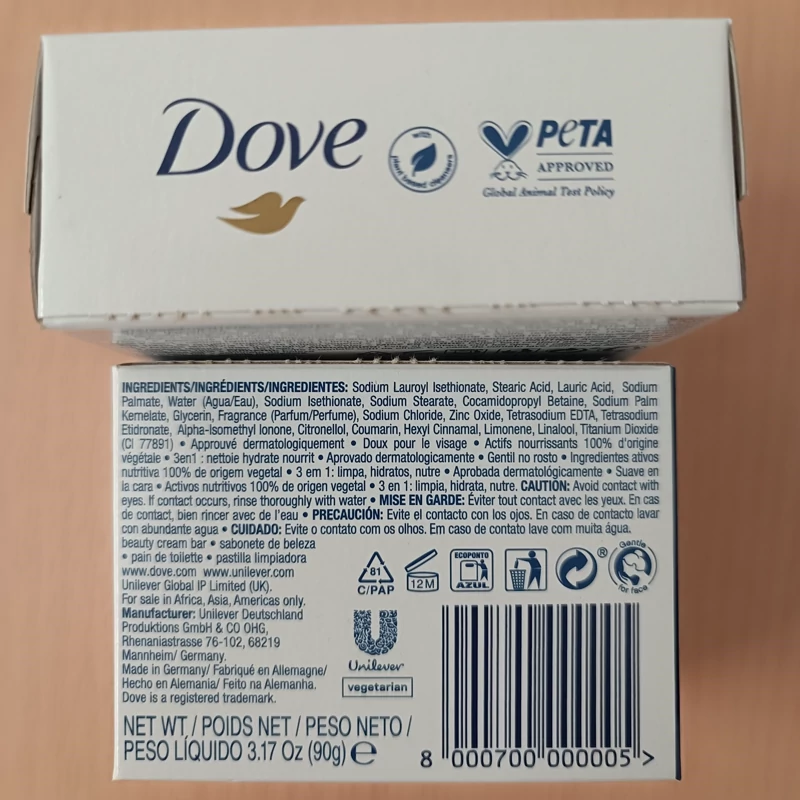 Dove
with
plant based cleansers
PeTA
APPROVED
Global Animal Test Policy
INGREDIENTS/INGRÉDIENTS/INGREDIENTES: Sodium Lauroyl Isethionate, Stearic Acid, Lauric Acid, Sodium
Palmate, Water (Agua/Eau), Sodium Isethionate, Sodium Stearate, Cocamidopropyl Betaine, Sodium Palm
Kernelate, Glycerin, Fragrance (Parfum/Perfume), Sodium Chloride, Zinc Oxide, Tetrasodium EDTA, Tetrasodium
Etidronate, Alpha-Isomethyl Ionone, Citronellol, Coumarin, Hexyl Cinnamal, Limonene, Linalool, Titanium Dioxide
(CI 77891) • Approuvé dermatologiquement • Doux pour le visage • Actifs nourrissants 100% d'origine
végétale • 3en1 : nettoie hydrate nourrit • Aprovado dermatologicamente • Gentil no rosto • Ingredientes ativos
nutritiva 100% de origem vegetal • 3 em 1: limpa, hidratos, nutre • Aprobada dermatológicamente • Suave en
la cara • Activos nutritivos 100% de origen vegetal • 3 en 1: limpia, hidrata, nutre. CAUTION: Avoid contact with
eyes. If contact occurs, rinse thoroughly with water • MISE EN GARDE: Éviter tout contact avec les yeux. En cas
de contact, bien rincer avec de l'eau • PRECAUCIÓN: Evite el contacto con los ojos. En caso de contacto lavar
con abundante agua • CUIDADO: Evite o contato com os olhos. Em caso de contato lave com muita água.
beauty cream bar • sabonete de beleza
• pain de toilette • pastilla limpiadora
www.dove.com www.unilever.com
Unilever Global IP Limited (UK).
For sale in Africa, Asia, Americas only.
Manufacturer: Unilever Deutschland
Produktions GmbH & CO OHG,
Rhenaniastrasse 76-102, 68219
Mannheim/ Germany.
Made in Germany/ Fabriqué en Allemagne/
Hecho en Alemania/ Feito na Alemanha.
Dove is a registered trademark.
81
C/PAP
12M
ECOPONTO
AZUL
®
Gentle
for face
Unilever
vegetarian
NET WT./ POIDS NET / PESO NETO /
PESO LÍQUIDO 3.17 Oz (90g) ℮
8 000700 000005 >